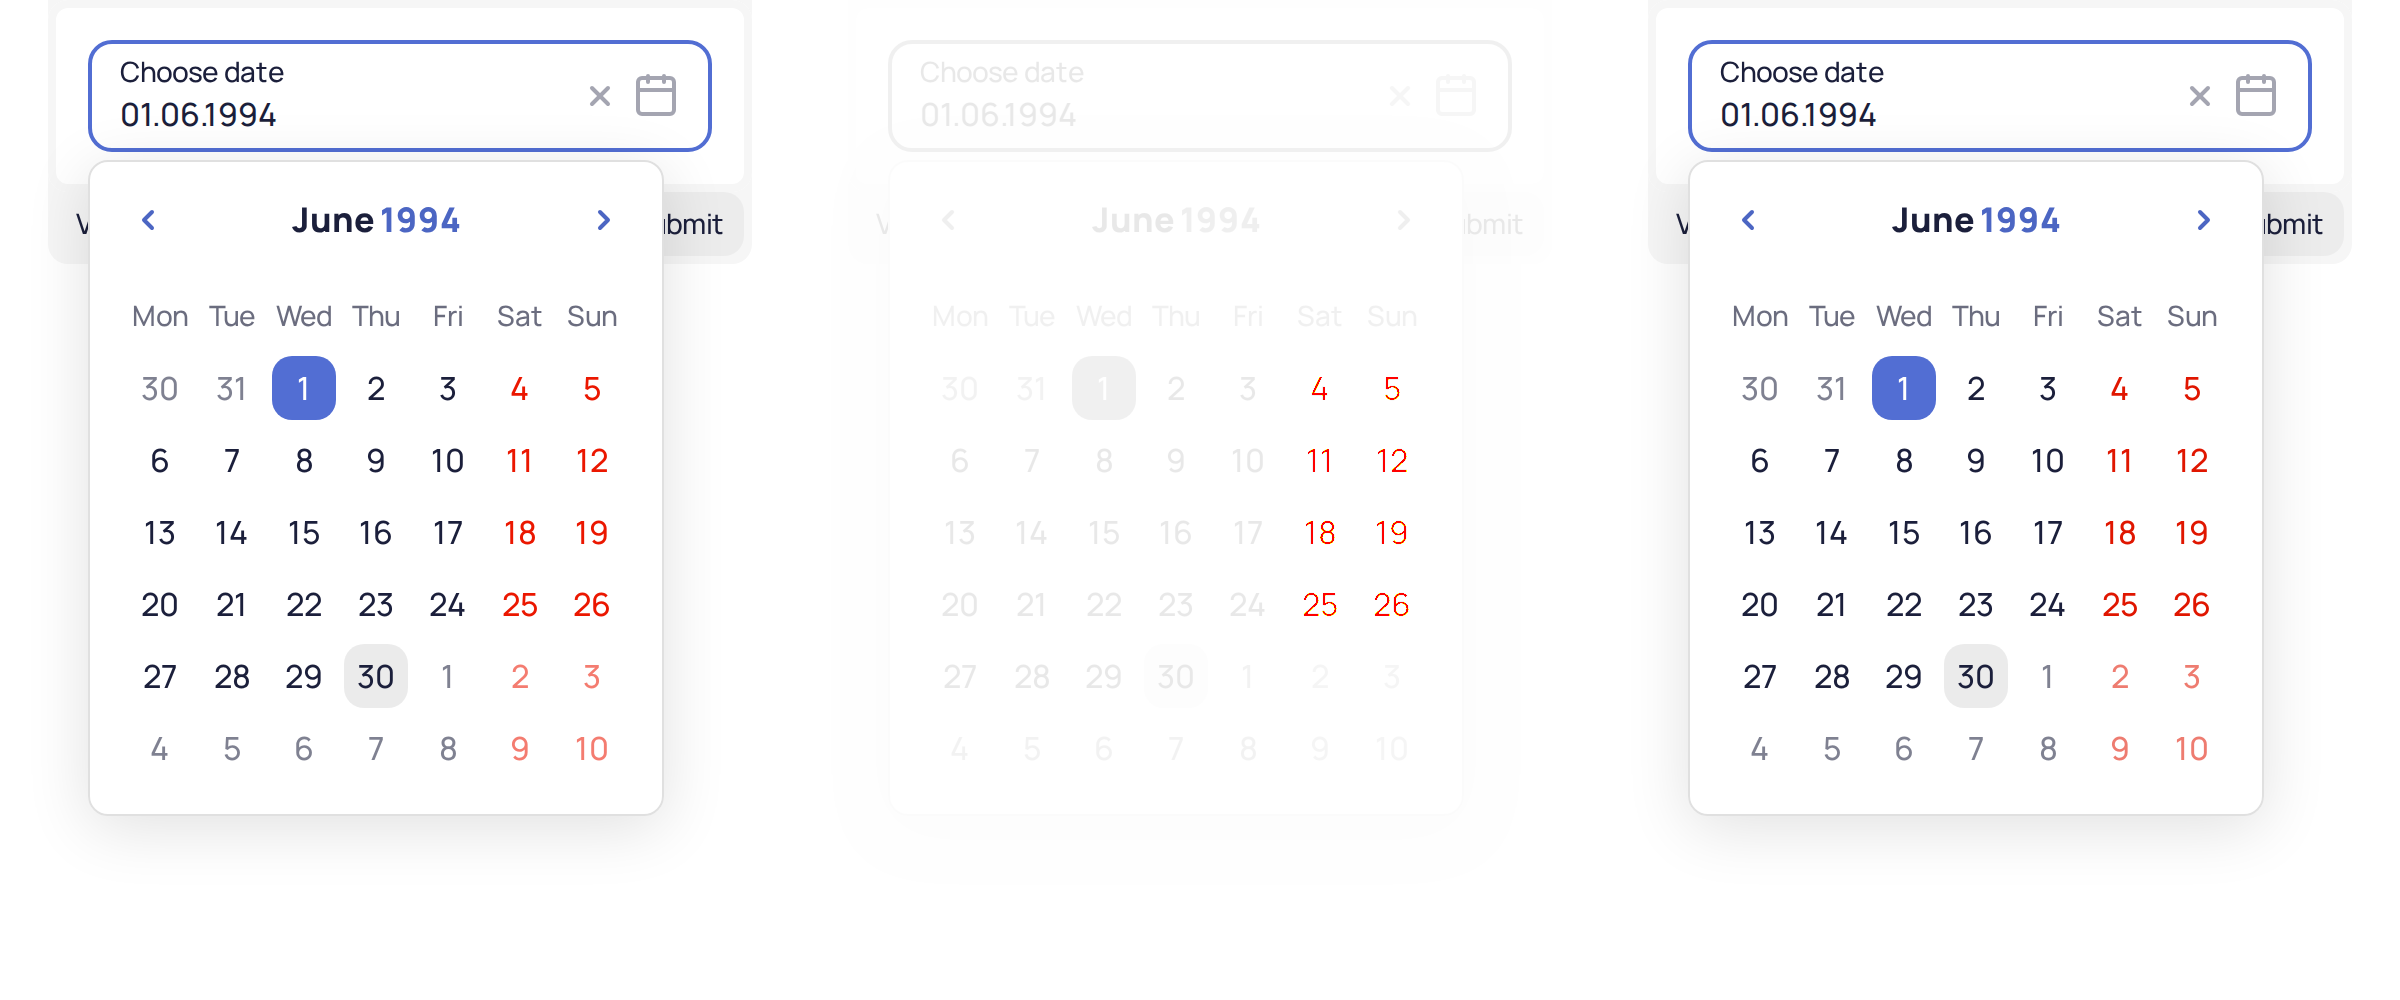 Choose date
01.06.1994
June 1994
V
bmit
Mon Tue Wed Thu Fri Sat Sun
30 31 1 2 3 4 5
6 7 8 9 10 11 12
13 14 15 16 17 18 19
20 21 22 23 24 25 26
27 28 29 30 1 2 3
4 5 6 7 8 9 10
Choose date
01.06.1994
June 1994
V
bmit
Mon Tue Wed Thu Fri Sat Sun
30 31 1 2 3 4 5
6 7 8 9 10 11 12
13 14 15 16 17 18 19
20 21 22 23 24 25 26
27 28 29 30 1 2 3
4 5 6 7 8 9 10
Choose date
01.06.1994
June 1994
V
bmit
Mon Tue Wed Thu Fri Sat Sun
30 31 1 2 3 4 5
6 7 8 9 10 11 12
13 14 15 16 17 18 19
20 21 22 23 24 25 26
27 28 29 30 1 2 3
4 5 6 7 8 9 10